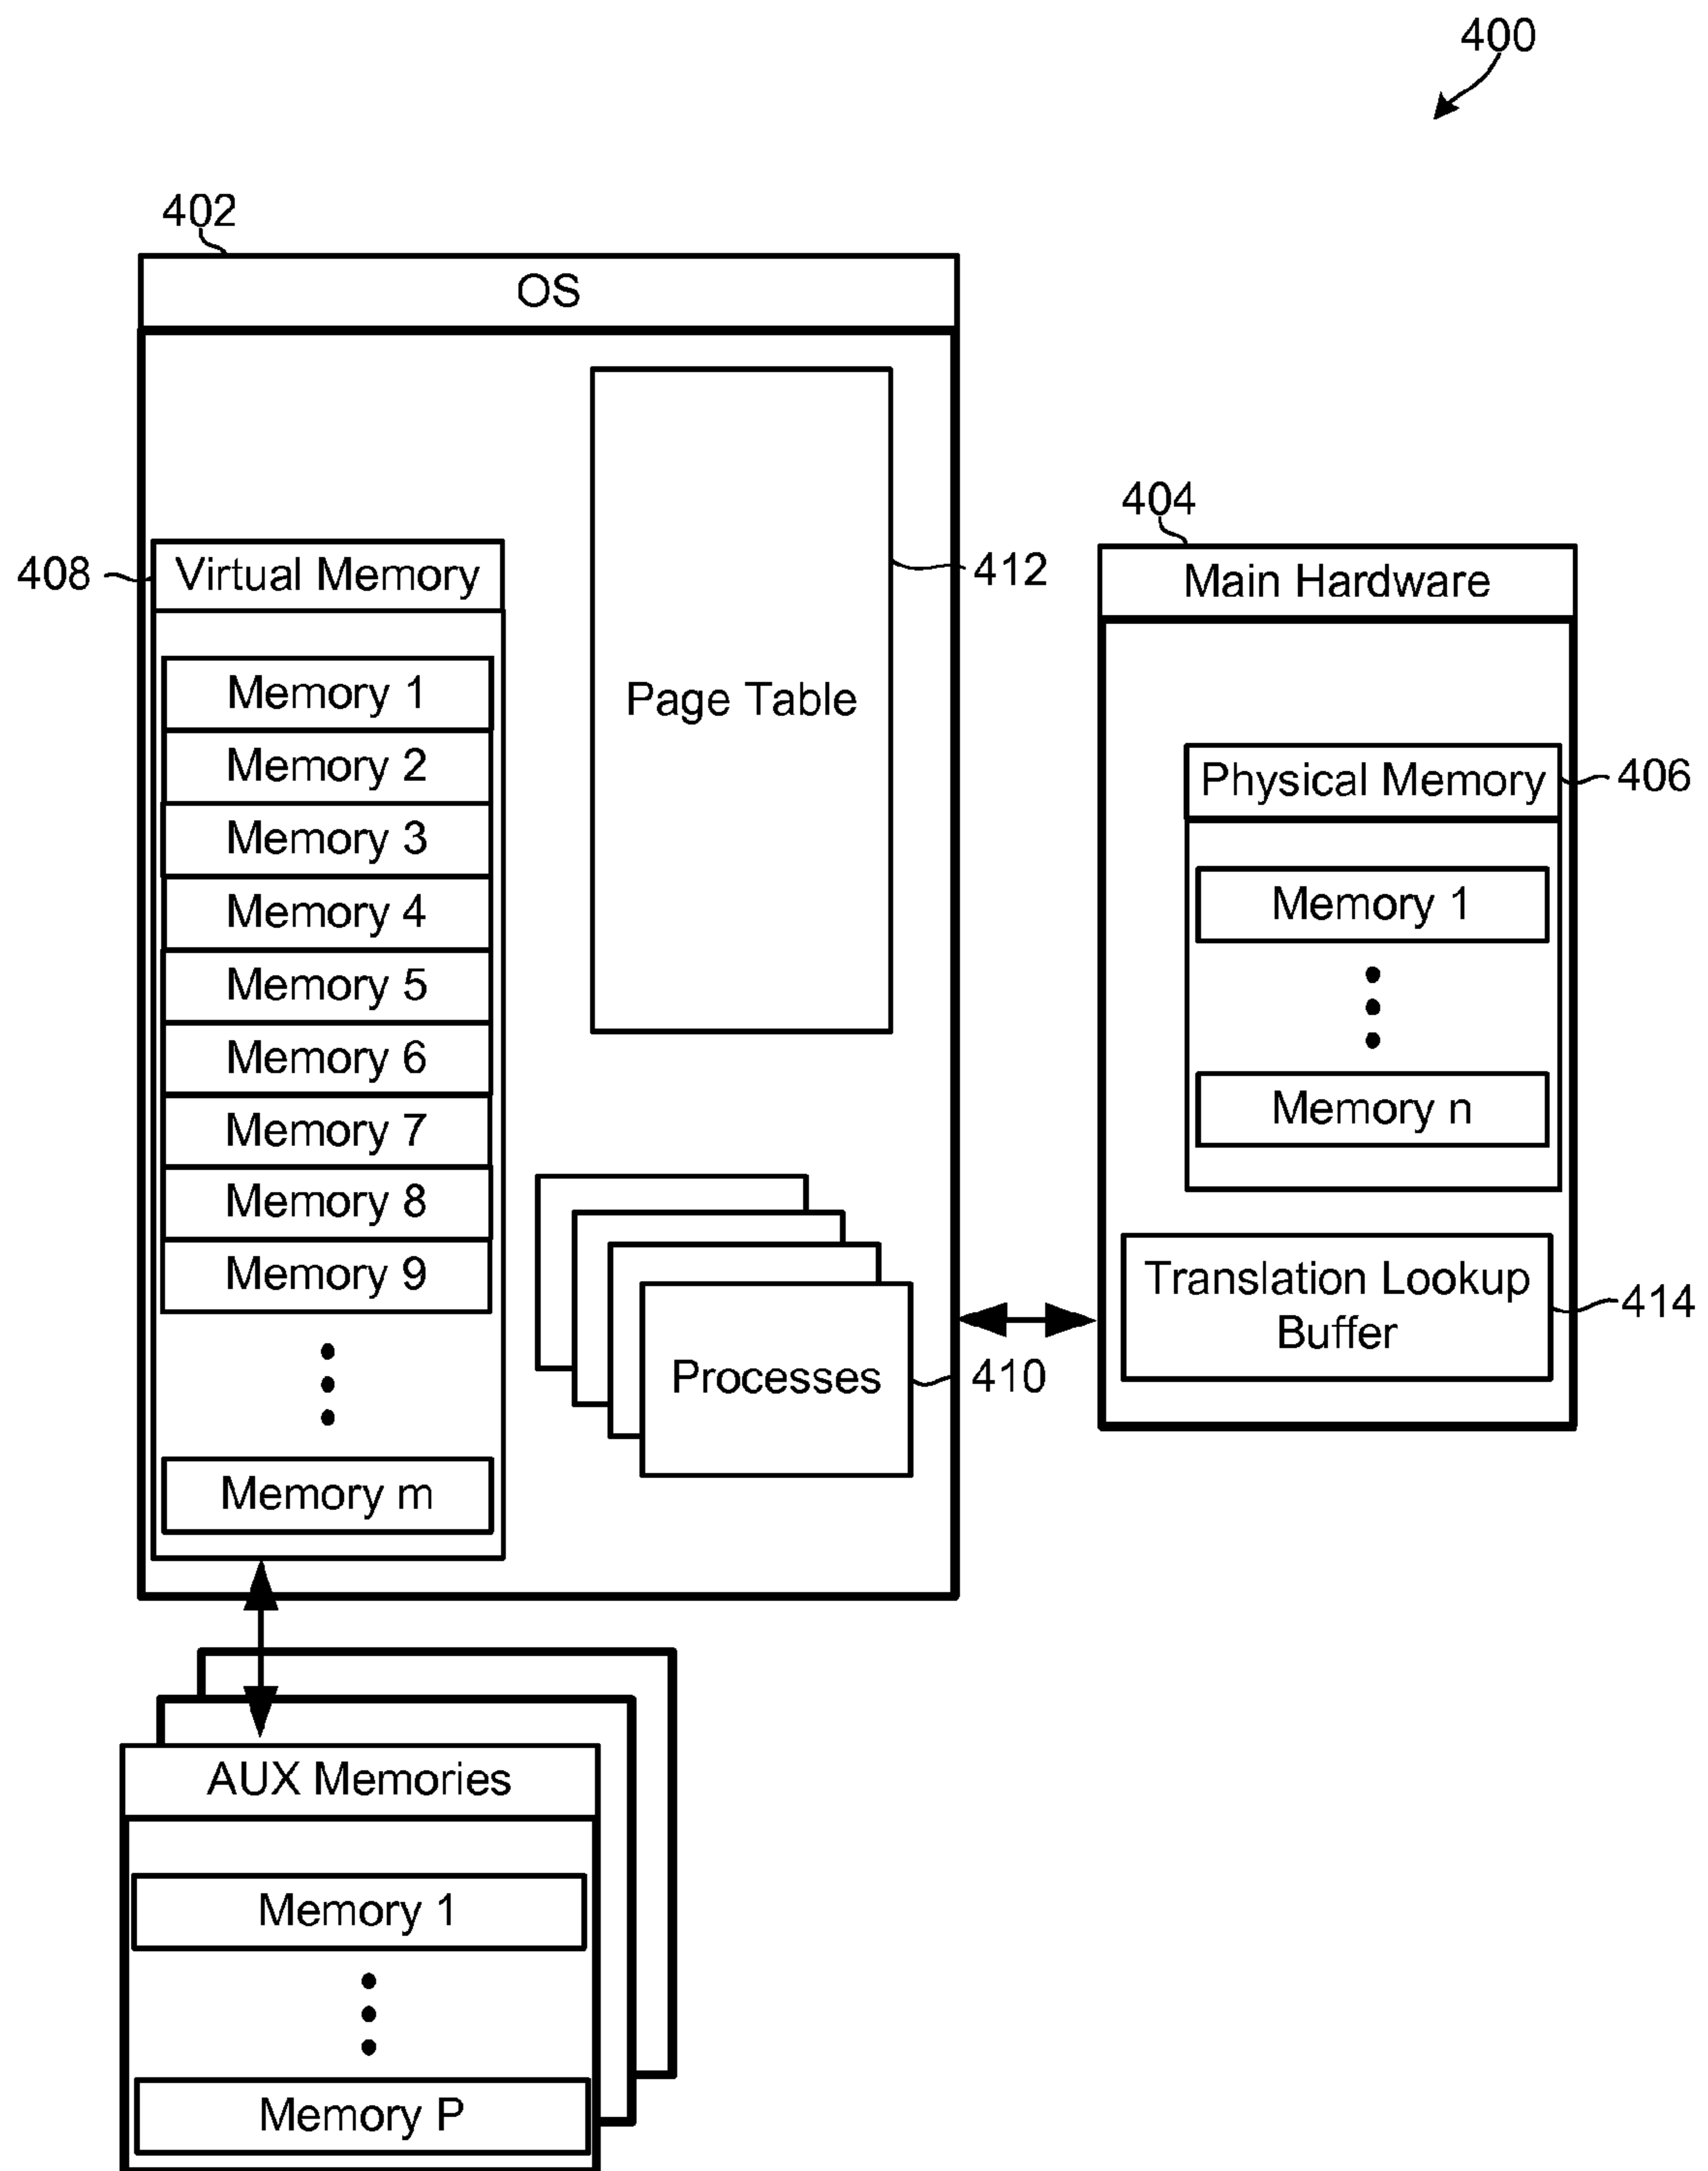 400
402
OS
408
Virtual Memory
Memory 1
Memory 2
Memory 3
Memory 4
Memory 5
Memory 6
Memory 7
Memory 8
Memory 9
Memory m
Page Table
412
Processes
410
404
Main Hardware
Physical Memory
406
Memory 1
Memory n
Translation Lookup
Buffer
414
AUX Memories
Memory 1
Memory P